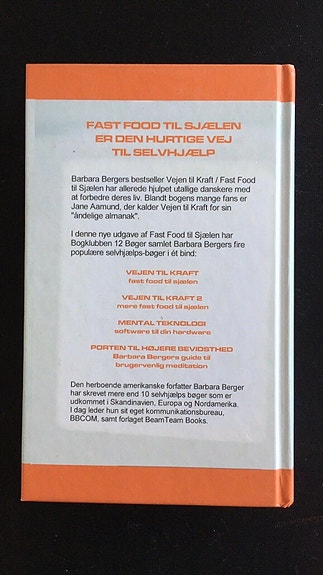 FAST FOOD TIL SJÆLEN
ER DEN HURTIGE VEJ
TIL SELVHJÆLP
Barbara Bergers bestseller Vejen til Kraft / Fast Food
til Sjælen har allerede hjulpet utallige danskere med
at forbedre deres liv. Blandt bogens mange fans er
Jane Aamund, der kalder Vejen til Kraft for sin
"åndelige almanak".
I denne nye udgave af Fast Food til Sjælen har
Bogklubben 12 Bøger samlet Barbara Bergers fire
populære selvhjælps-bøger i ét bind:
VEJEN TIL KRAFT
fast food til sjælen
VEJEN TIL KRAFT 2
mere fast food til sjælen
MENTAL TEKNOLOGI
software til din hardware
PORTEN TIL HØJERE BEVIDSTHED
Barbara Bergers guide til
brugervenlig meditation
Den herboende amerikanske forfatter Barbara Berger
har skrevet mere end 10 selvhjælps bøger som er
udkommet i Skandinavien, Europa og Nordamerika.
I dag leder hun sit eget kommunikationsbureau,
BBCOM, samt forlaget BeamTeam Books.